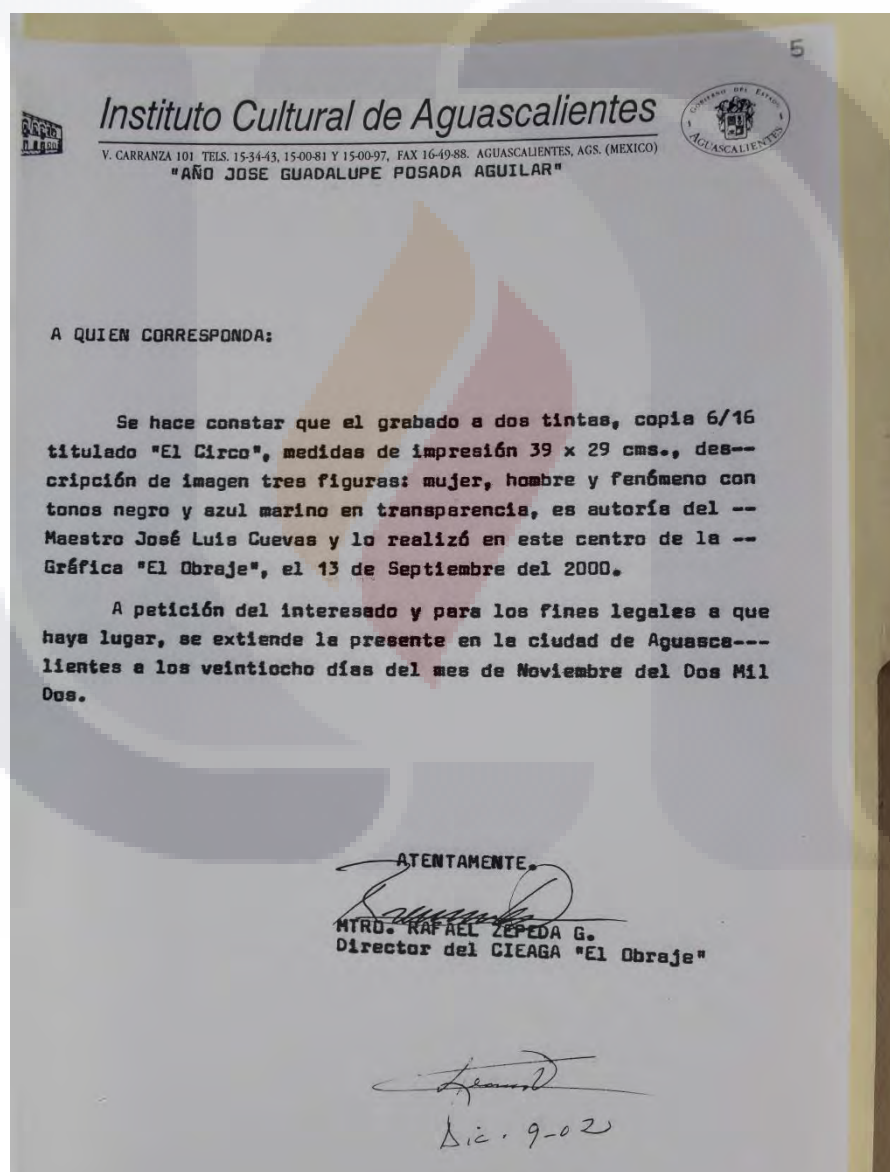 5
Instituto Cultural de Aguascalientes
GOBIERNO DEL ESTADO
AGUASCALIENTES
V. CARRANZA 101 TELS. 15-34-43, 15-00-81 Y 15-00-97, FAX 16-49-88. AGUASCALIENTES, AGS. (MEXICO)
"AÑO JOSE GUADALUPE POSADA AGUILAR"
A QUIEN CORRESPONDA:
Se hace constar que el grabado a dos tintas, copia 6/16
titulado "El Circo", medidas de impresión 39 x 29 cms., des--
cripción de imagen tres figuras: mujer, hombre y fenómeno con
tonos negro y azul marino en transparencia, es autoría del --
Maestro José Luis Cuevas y lo realizó en este centro de la --
Gráfica "El Obraje", el 13 de Septiembre del 2000.
A petición del interesado y para los fines legales a que
haya lugar, se extiende la presente en la ciudad de Aguasca---
lientes a los veintiocho días del mes de Noviembre del Dos Mil
Dos.
ATENTAMENTE.
MTRO. RAFAEL ZEPEDA G.
Director del CIEAGA "El Obraje"
Dic. 9-02